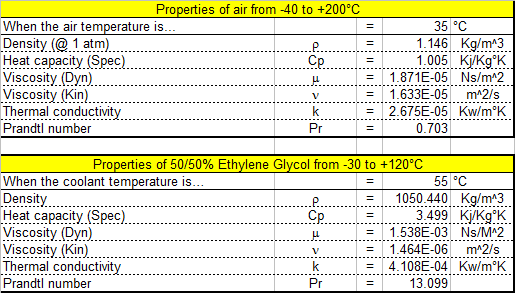 Properties of air from -40 to +200°C
When the air temperature is... = 35 °C
Density (@ 1 atm) ρ = 1.146 Kg/m^3
Heat capacity (Spec) Cp = 1.005 Kj/Kg°K
Viscosity (Dyn) μ = 1.871E-05 Ns/m^2
Viscosity (Kin) ν = 1.633E-05 m^2/s
Thermal conductivity k = 2.675E-05 Kw/m°K
Prandtl number Pr = 0.703
Properties of 50/50% Ethylene Glycol from -30 to +120°C
When the coolant temperature is... = 55 °C
Density ρ = 1050.440 Kg/m^3
Heat capacity (Spec) Cp = 3.499 Kj/Kg°K
Viscosity (Dyn) μ = 1.538E-03 Ns/M^2
Viscosity (Kin) ν = 1.464E-06 m^2/s
Thermal conductivity k = 4.108E-04 Kw/m°K
Prandtl number Pr = 13.099